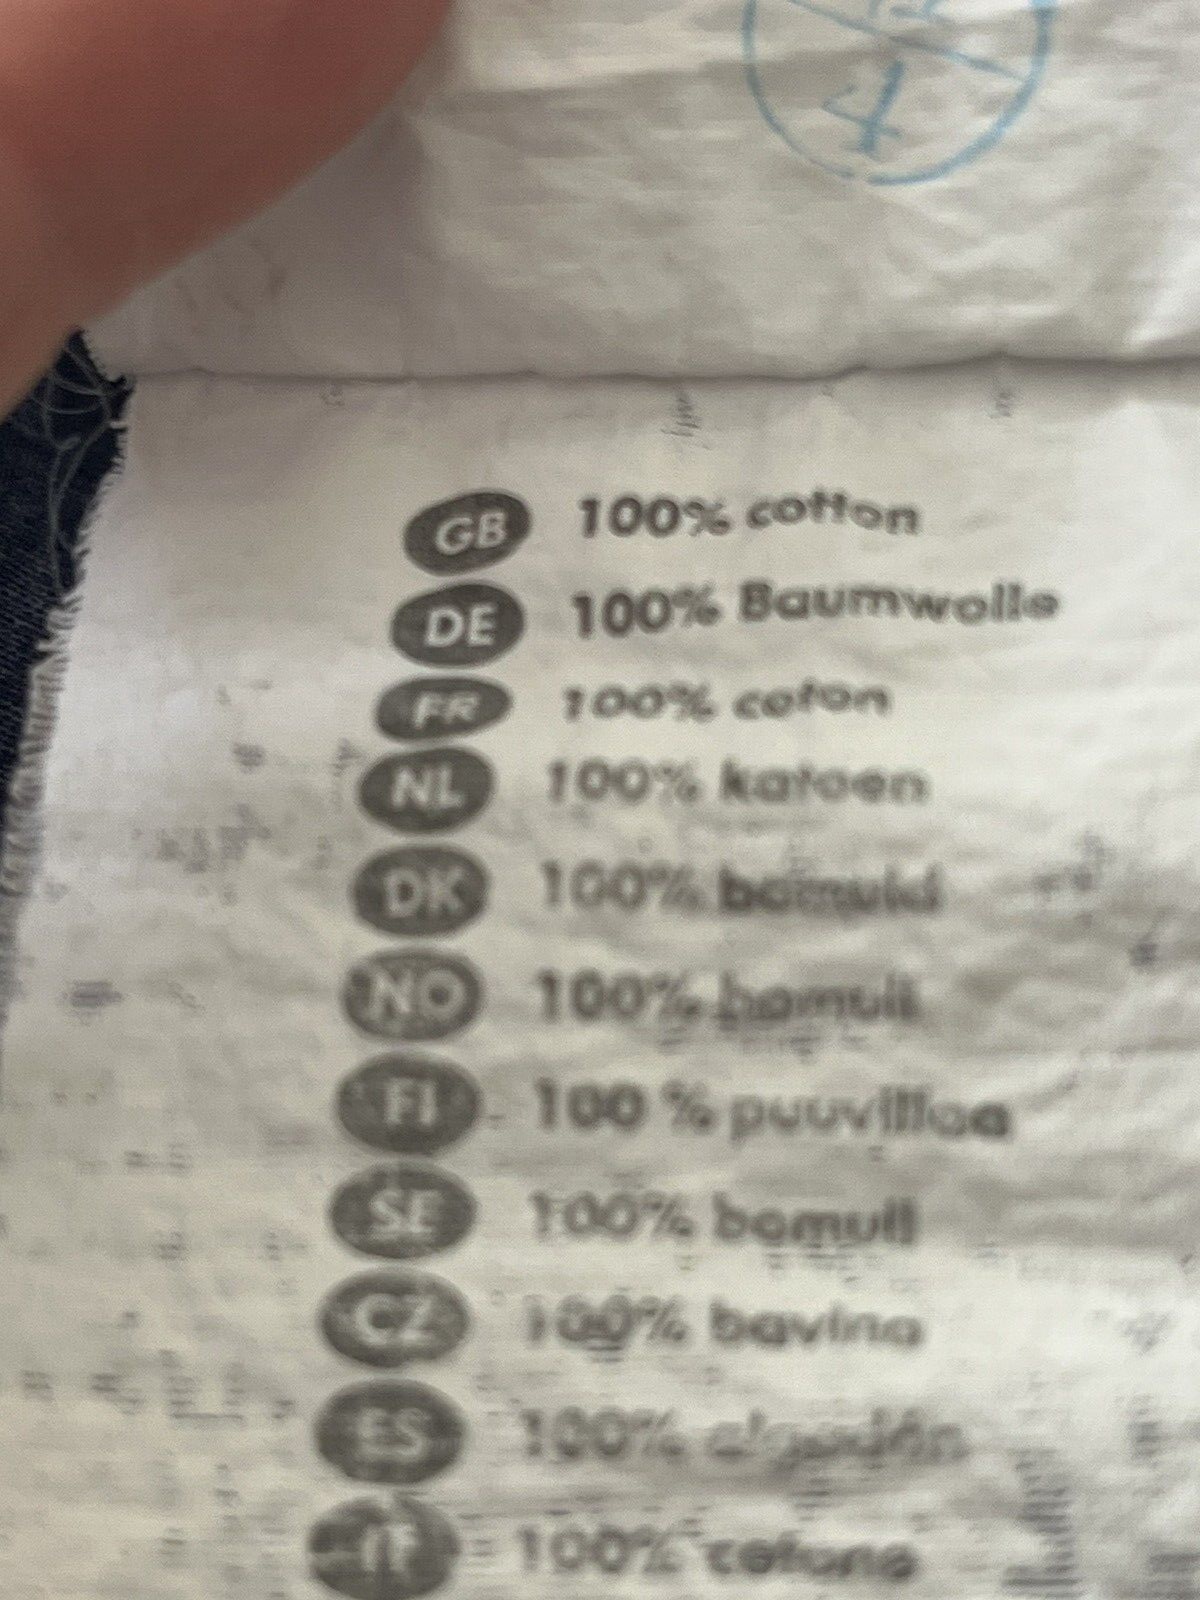 4
GB 100% cotton
DE 100% Baumwolle
FR 100% coton
NL 100% katoen
DK 100% bomuld
NO 100% bomull
FI 100 % puuvillaa
SE 100% bomull
CZ 100% bavlna
ES 100% algodón
IT 100% cotone